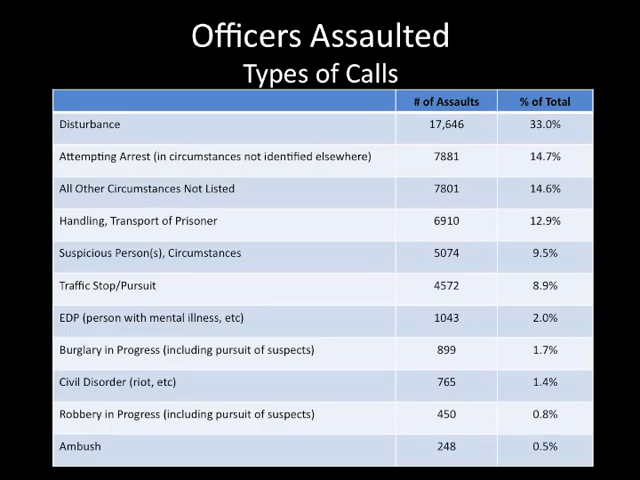 Officers Assaulted
Types of Calls
# of Assaults % of Total
Disturbance 17,646 33.0%
Attempting Arrest (in circumstances not identified elsewhere) 7881 14.7%
All Other Circumstances Not Listed 7801 14.6%
Handling, Transport of Prisoner 6910 12.9%
Suspicious Person(s), Circumstances 5074 9.5%
Traffic Stop/Pursuit 4572 8.9%
EDP (person with mental illness, etc) 1043 2.0%
Burglary in Progress (including pursuit of suspects) 899 1.7%
Civil Disorder (riot, etc) 765 1.4%
Robbery in Progress (including pursuit of suspects) 450 0.8%
Ambush 248 0.5%